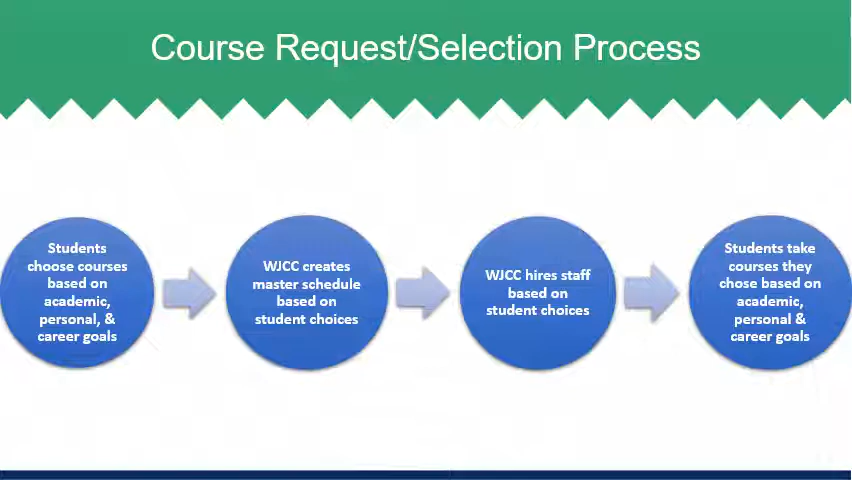 Course Request/Selection Process
Students
choose courses
based on
academic,
personal, &
career goals
WJCC creates
master schedule
based on
student choices
WJCC hires staff
based on
student choices
Students take
courses they
chose based on
academic,
personal &
career goals